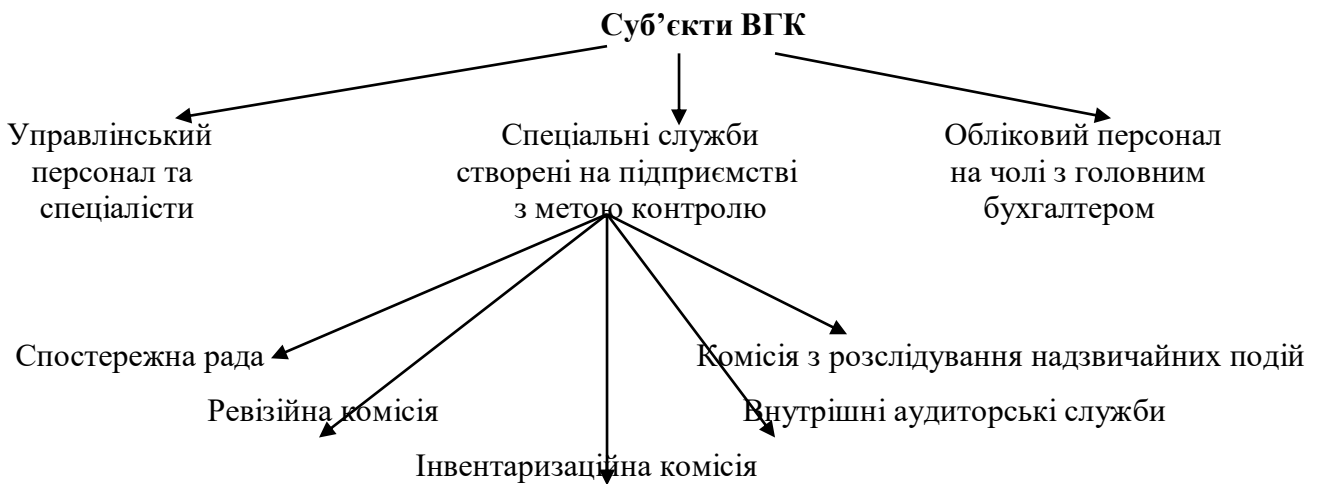 Суб’єкти ВГК
Управлінський
персонал та
спеціалісти
Спеціальні служби
створені на підприємстві
з метою контролю
Обліковий персонал
на чолі з головним
бухгалтером
Спостережна рада
Комісія з розслідування надзвичайних подій
Ревізійна комісія
Внутрішні аудиторські служби
Інвентаризаційна комісія